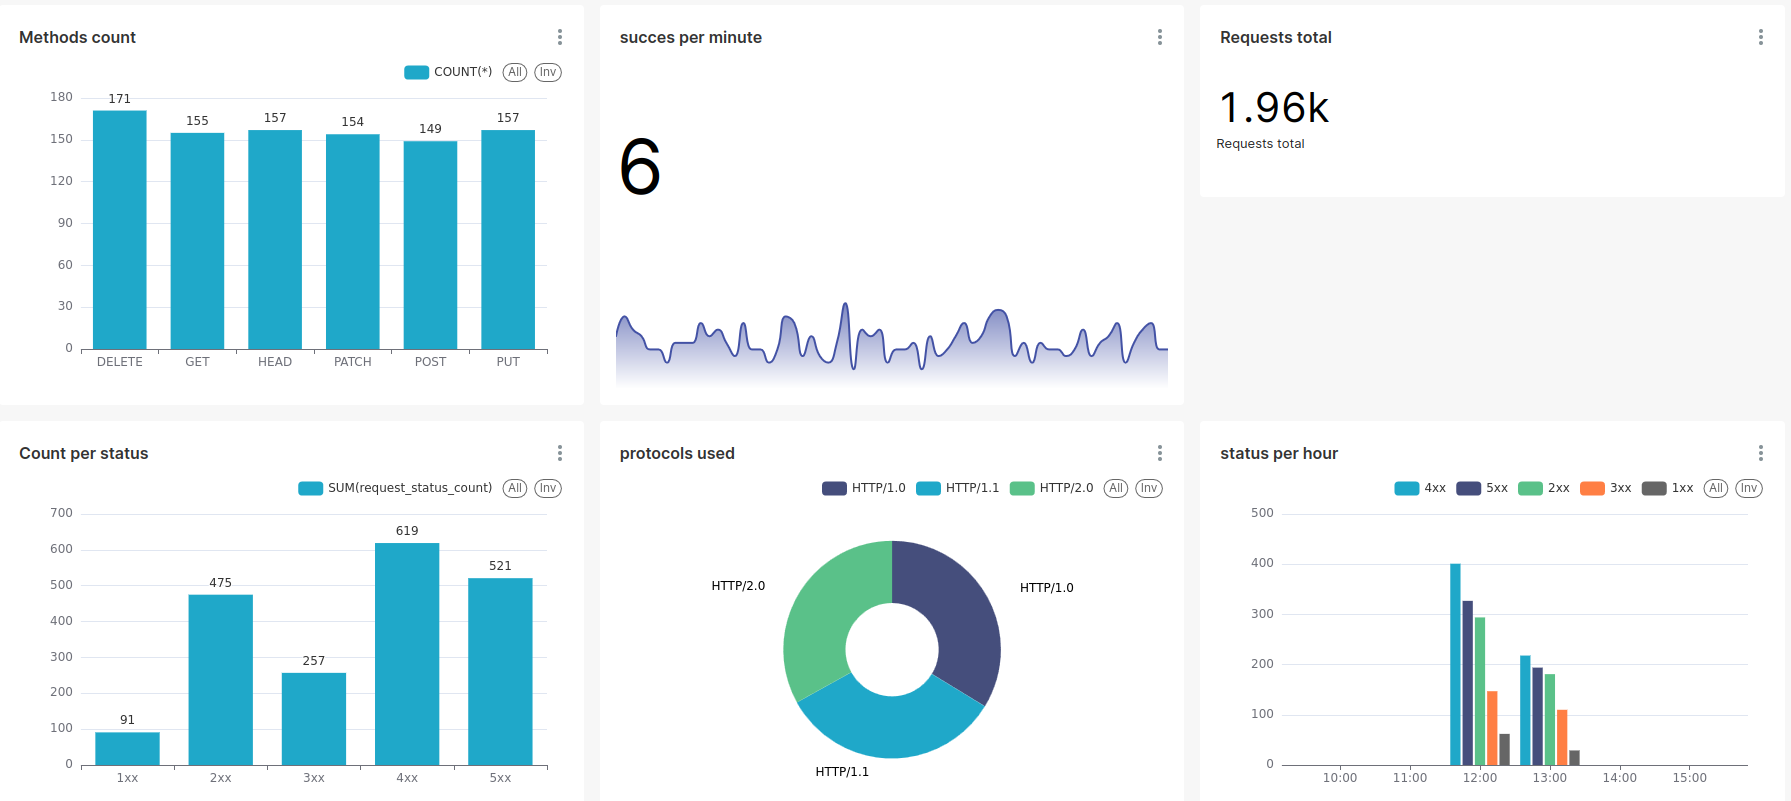 Methods count
COUNT(*) All Inv
180
150
120
90
60
30
0
171
155
157
154
149
157
DELETE GET HEAD PATCH POST PUT
succes per minute
6
Requests total
1.96k
Requests total
Count per status
SUM(request_status_count) All Inv
700
600
500
400
300
200
100
0
91
475
257
619
521
1xx 2xx 3xx 4xx 5xx
protocols used
HTTP/1.0 HTTP/1.1 HTTP/2.0 All Inv
HTTP/2.0
HTTP/1.0
HTTP/1.1
status per hour
4xx 5xx 2xx 3xx 1xx All Inv
500
400
300
200
100
0
10:00 11:00 12:00 13:00 14:00 15:00